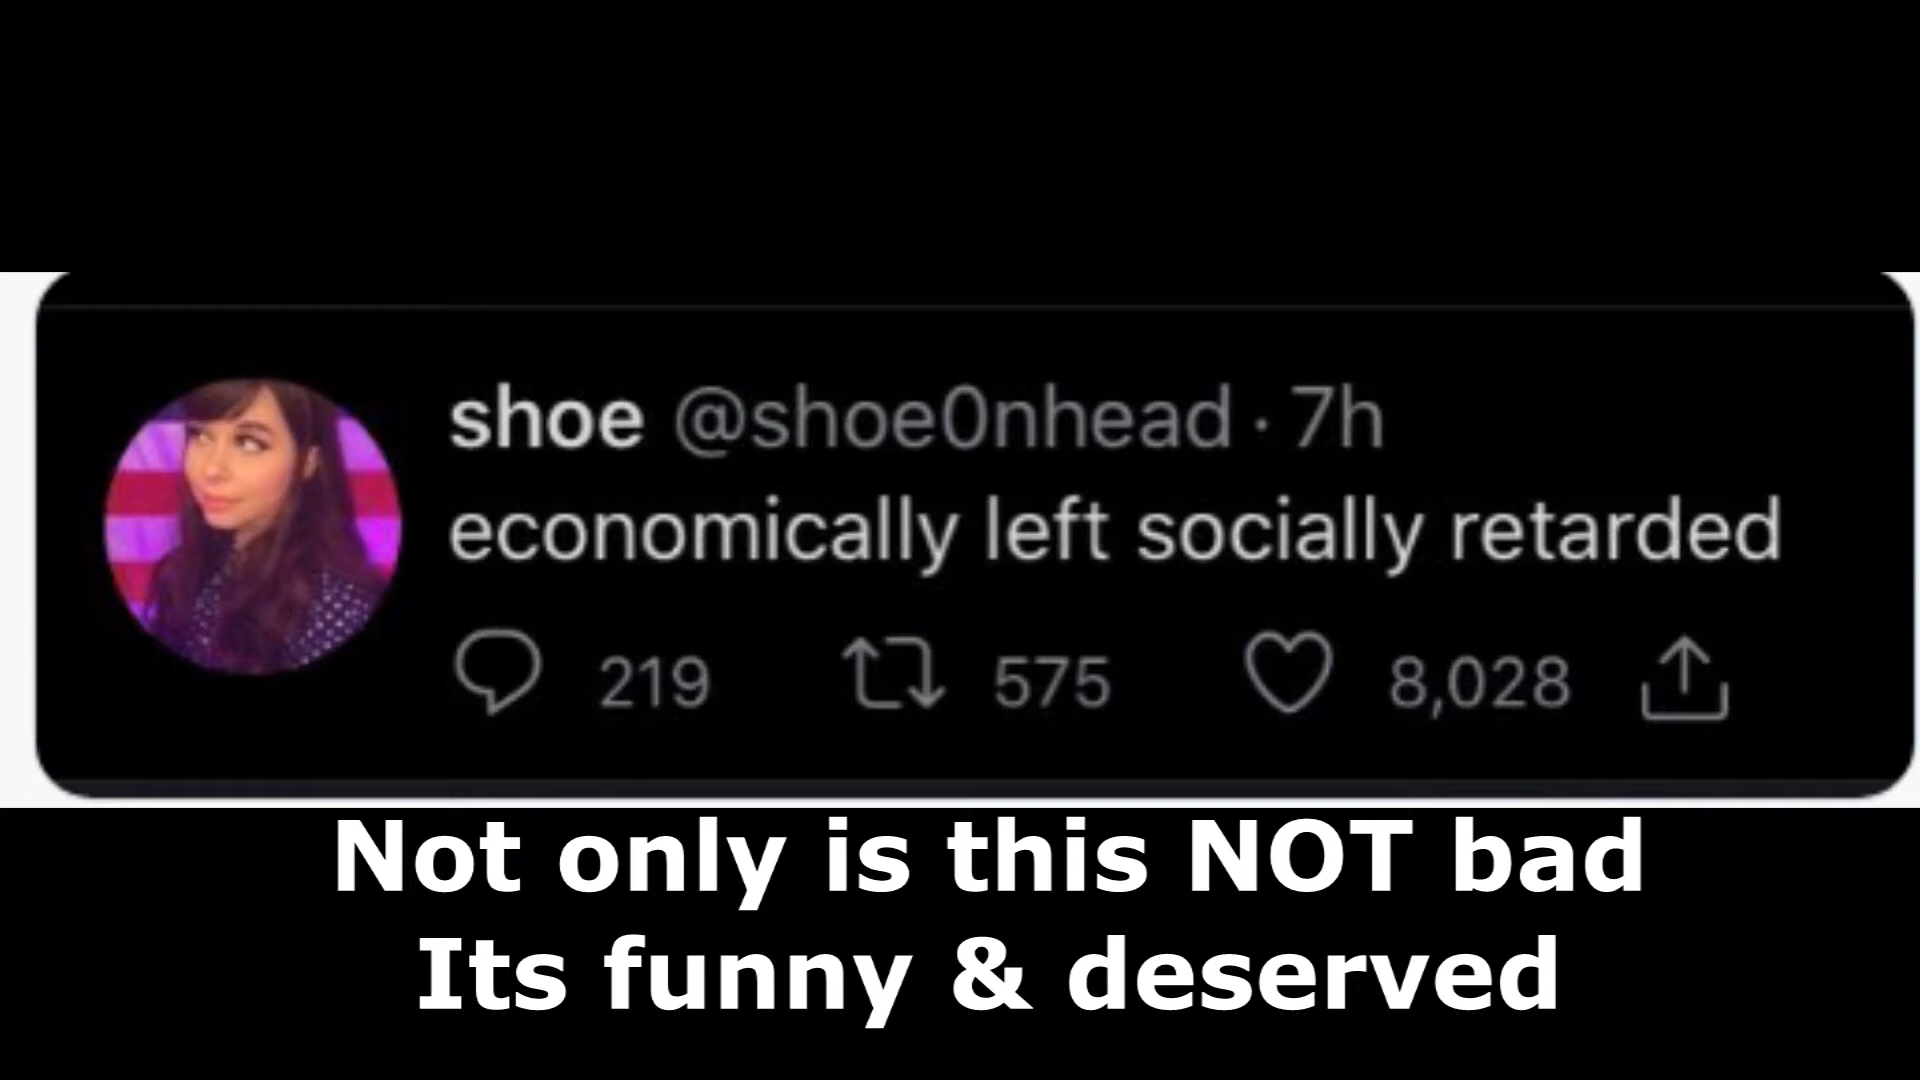 shoe @shoe0nhead · 7h
economically left socially retarded
219 575 8,028
Not only is this NOT bad
Its funny & deserved